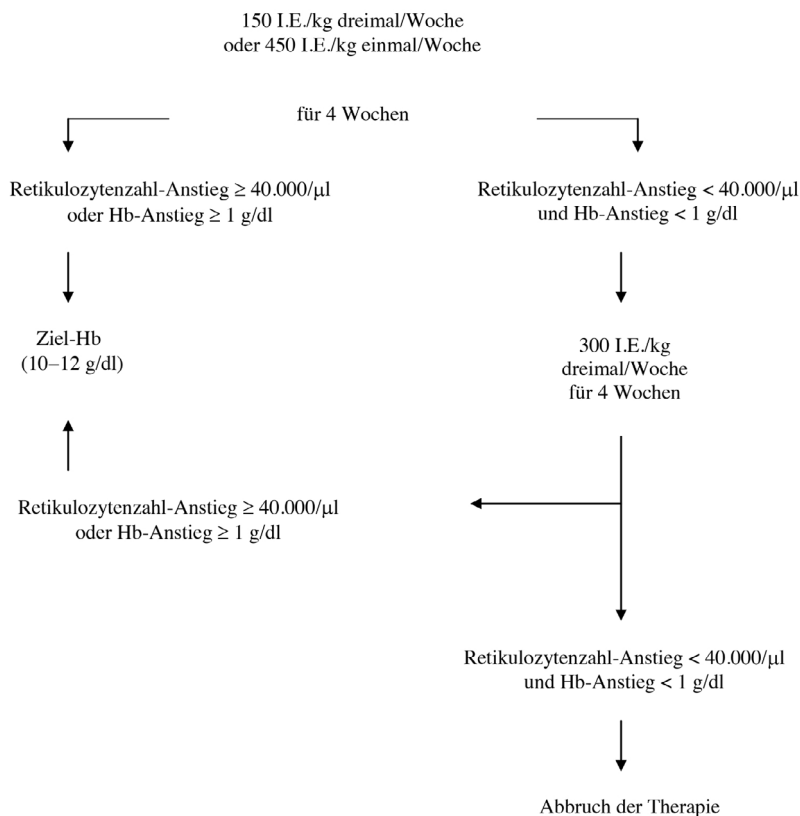 150 I.E./kg dreimal/Woche
oder 450 I.E./kg einmal/Woche
für 4 Wochen
Retikulozytenzahl-Anstieg ≥ 40.000/µl
oder Hb-Anstieg ≥ 1 g/dl
Retikulozytenzahl-Anstieg < 40.000/µl
und Hb-Anstieg < 1 g/dl
Ziel-Hb
(10–12 g/dl)
300 I.E./kg
dreimal/Woche
für 4 Wochen
Retikulozytenzahl-Anstieg ≥ 40.000/µl
oder Hb-Anstieg ≥ 1 g/dl
Retikulozytenzahl-Anstieg < 40.000/µl
und Hb-Anstieg < 1 g/dl
Abbruch der Therapie